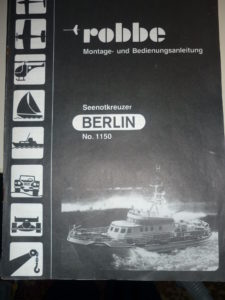 robbe
Montage- und Bedienungsanleitung
Seenotkreuzer
BERLIN
No. 1150